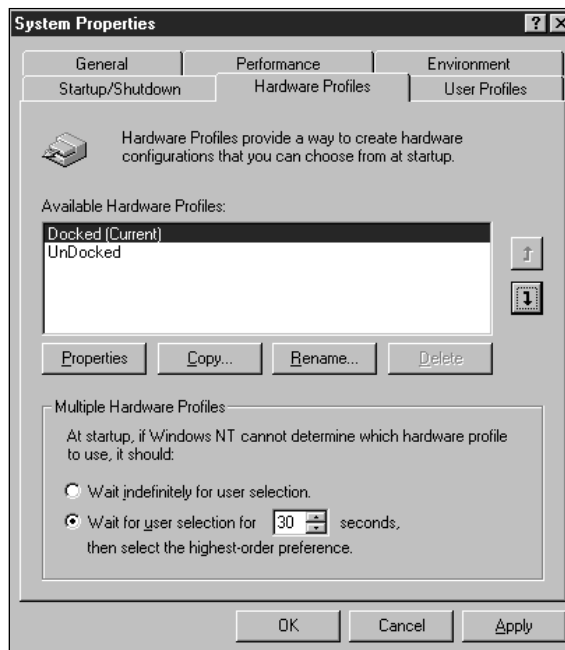 System Properties
General Performance Environment
Startup/Shutdown Hardware Profiles User Profiles
Hardware Profiles provide a way to create hardware
configurations that you can choose from at startup.
Available Hardware Profiles:
Docked (Current)
UnDocked
Properties Copy... Rename... Delete
Multiple Hardware Profiles
At startup, if Windows NT cannot determine which hardware profile
to use, it should:
Wait indefinitely for user selection.
Wait for user selection for 30 seconds,
then select the highest-order preference.
OK Cancel Apply